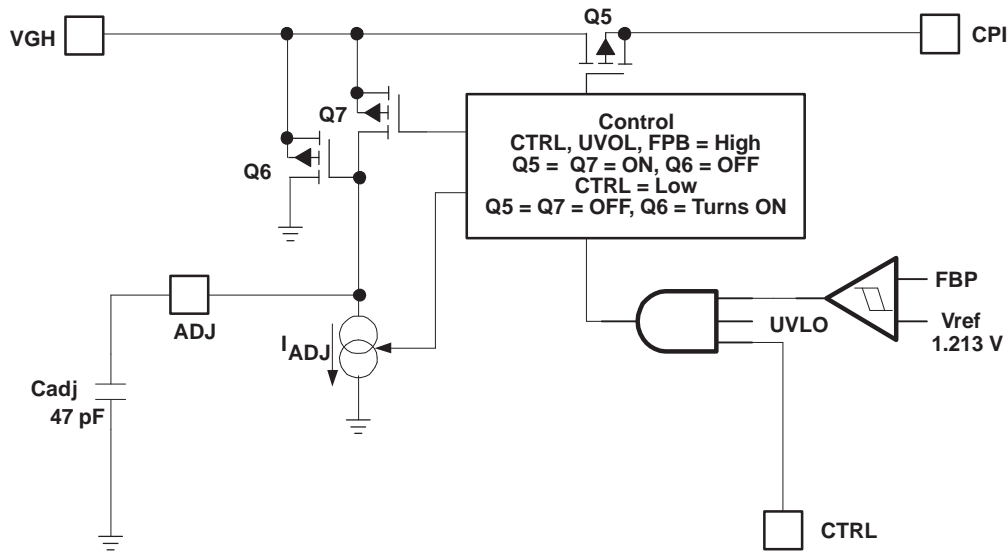 Q5
VGH
CPI
Q7
Q6
Control
CTRL, UVOL, FPB = High
Q5 = Q7 = ON, Q6 = OFF
CTRL = Low
Q5 = Q7 = OFF, Q6 = Turns ON
FBP
UVLO
Vref
1.213 V
ADJ
IADJ
Cadj
47 pF
CTRL